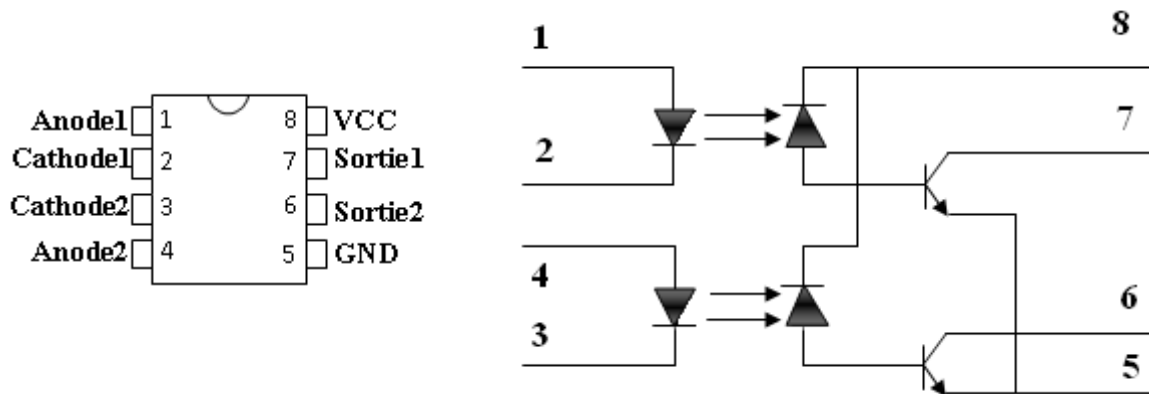 Anode1 1 8 VCC
Cathode1 2 7 Sortie1
Cathode2 3 6 Sortie2
Anode2 4 5 GND
1
8
7
2
4
6
3
5